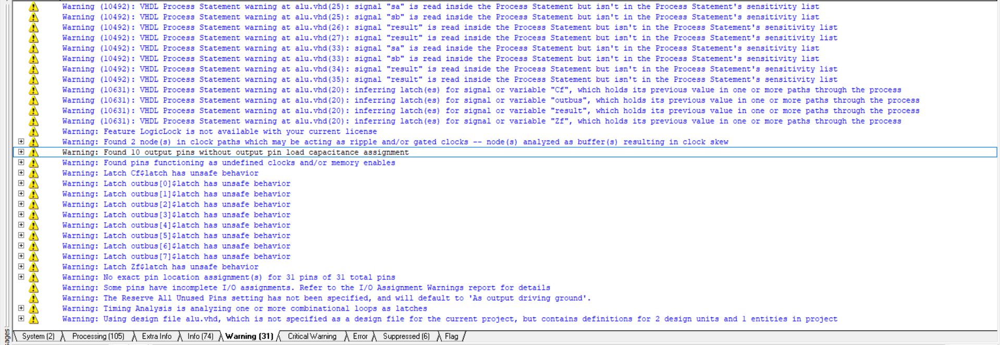 Warning (10492): VHDL Process Statement warning at alu.vhd(25): signal "sa" is read inside the Process Statement but isn't in the Process Statement's sensitivity list
Warning (10492): VHDL Process Statement warning at alu.vhd(25): signal "sb" is read inside the Process Statement but isn't in the Process Statement's sensitivity list
Warning (10492): VHDL Process Statement warning at alu.vhd(26): signal "result" is read inside the Process Statement but isn't in the Process Statement's sensitivity list
Warning (10492): VHDL Process Statement warning at alu.vhd(27): signal "result" is read inside the Process Statement but isn't in the Process Statement's sensitivity list
Warning (10492): VHDL Process Statement warning at alu.vhd(33): signal "sa" is read inside the Process Statement but isn't in the Process Statement's sensitivity list
Warning (10492): VHDL Process Statement warning at alu.vhd(33): signal "sb" is read inside the Process Statement but isn't in the Process Statement's sensitivity list
Warning (10492): VHDL Process Statement warning at alu.vhd(34): signal "result" is read inside the Process Statement but isn't in the Process Statement's sensitivity list
Warning (10492): VHDL Process Statement warning at alu.vhd(35): signal "result" is read inside the Process Statement but isn't in the Process Statement's sensitivity list
Warning (10631): VHDL Process Statement warning at alu.vhd(20): inferring latch(es) for signal or variable "Cf", which holds its previous value in one or more paths through the process
Warning (10631): VHDL Process Statement warning at alu.vhd(20): inferring latch(es) for signal or variable "outbus", which holds its previous value in one or more paths through the process
Warning (10631): VHDL Process Statement warning at alu.vhd(20): inferring latch(es) for signal or variable "result", which holds its previous value in one or more paths through the process
Warning (10631): VHDL Process Statement warning at alu.vhd(20): inferring latch(es) for signal or variable "Zf", which holds its previous value in one or more paths through the process
Warning: Feature LogicLock is not available with your current license
Warning: Found 2 node(s) in clock paths which may be acting as ripple and/or gated clocks -- node(s) analyzed as buffer(s) resulting in clock skew
Warning: Found 10 output pins without output pin load capacitance assignment
Warning: Found pins functioning as undefined clocks and/or memory enables
Warning: Latch Cf$latch has unsafe behavior
Warning: Latch outbus[0]$latch has unsafe behavior
Warning: Latch outbus[1]$latch has unsafe behavior
Warning: Latch outbus[2]$latch has unsafe behavior
Warning: Latch outbus[3]$latch has unsafe behavior
Warning: Latch outbus[4]$latch has unsafe behavior
Warning: Latch outbus[5]$latch has unsafe behavior
Warning: Latch outbus[6]$latch has unsafe behavior
Warning: Latch outbus[7]$latch has unsafe behavior
Warning: Latch Zf$latch has unsafe behavior
Warning: No exact pin location assignment(s) for 31 pins of 31 total pins
Warning: Some pins have incomplete I/O assignments. Refer to the I/O Assignment Warnings report for details
Warning: The Reserve All Unused Pins setting has not been specified, and will default to 'As output driving ground'.
Warning: Timing Analysis is analyzing one or more combinational loops as latches
Warning: Using design file alu.vhd, which is not specified as a design file for the current project, but contains definitions for 2 design units and 1 entities in project
System (2) Processing (105) Extra Info Info (74) Warning (31) Critical Warning Error Suppressed (6) Flag